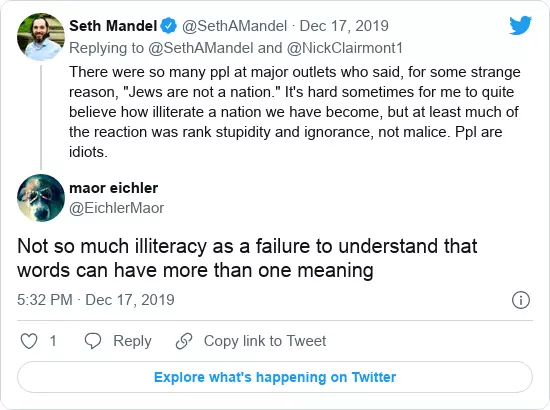 Seth Mandel @SethAMandel · Dec 17, 2019
Replying to @SethAMandel and @NickClairmont1
There were so many ppl at major outlets who said, for some strange
reason, "Jews are not a nation." It's hard sometimes for me to quite
believe how illiterate a nation we have become, but at least much of
the reaction was rank stupidity and ignorance, not malice. Ppl are
idiots.
maor eichler
@EichlerMaor
Not so much illiteracy as a failure to understand that
words can have more than one meaning
5:32 PM · Dec 17, 2019
1 Reply Copy link to Tweet
Explore what's happening on Twitter